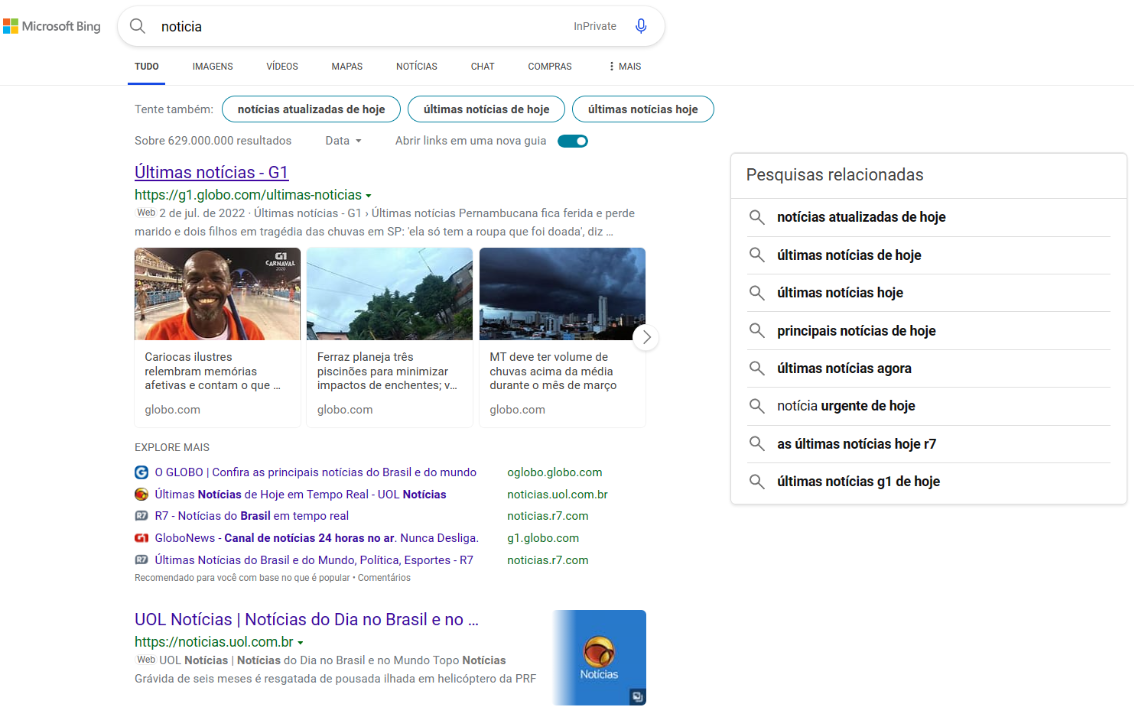 Microsoft Bing
noticia
InPrivate
TUDO
IMAGENS
VÍDEOS
MAPAS
NOTÍCIAS
CHAT
COMPRAS
MAIS
Tente também:
notícias atualizadas de hoje
últimas notícias de hoje
últimas notícias hoje
Sobre 629.000.000 resultados
Data
Abrir links em uma nova guia
Últimas notícias - G1
https://g1.globo.com/ultimas-noticias
Web 2 de jul. de 2022 · Últimas notícias - G1 › Últimas notícias Pernambucana fica ferida e perde
marido e dois filhos em tragédia das chuvas em SP: 'ela só tem a roupa que foi doada', diz ...
G1
CARNAVAL
Cariocas ilustres
relembram memórias
afetivas e contam o que ...
globo.com
Ferraz planeja três
piscinões para minimizar
impactos de enchentes; v...
globo.com
MT deve ter volume de
chuvas acima da média
durante o mês de março
globo.com
EXPLORE MAIS
O GLOBO | Confira as principais notícias do Brasil e do mundo
oglobo.globo.com
Últimas Notícias de Hoje em Tempo Real - UOL Notícias
noticias.uol.com.br
R7
R7 - Notícias do Brasil em tempo real
noticias.r7.com
G1
GloboNews - Canal de notícias 24 horas no ar. Nunca Desliga.
g1.globo.com
R7
Últimas Notícias do Brasil e do Mundo, Política, Esportes - R7
noticias.r7.com
Recomendado para você com base no que é popular • Comentários
UOL Notícias | Notícias do Dia no Brasil e no ...
https://noticias.uol.com.br
Web UOL Notícias | Notícias do Dia no Brasil e no Mundo Topo Notícias
Grávida de seis meses é resgatada de pousada ilhada em helicóptero da PRF
Notícias
Pesquisas relacionadas
notícias atualizadas de hoje
últimas notícias de hoje
últimas notícias hoje
principais notícias de hoje
últimas notícias agora
notícia urgente de hoje
as últimas notícias hoje r7
últimas notícias g1 de hoje